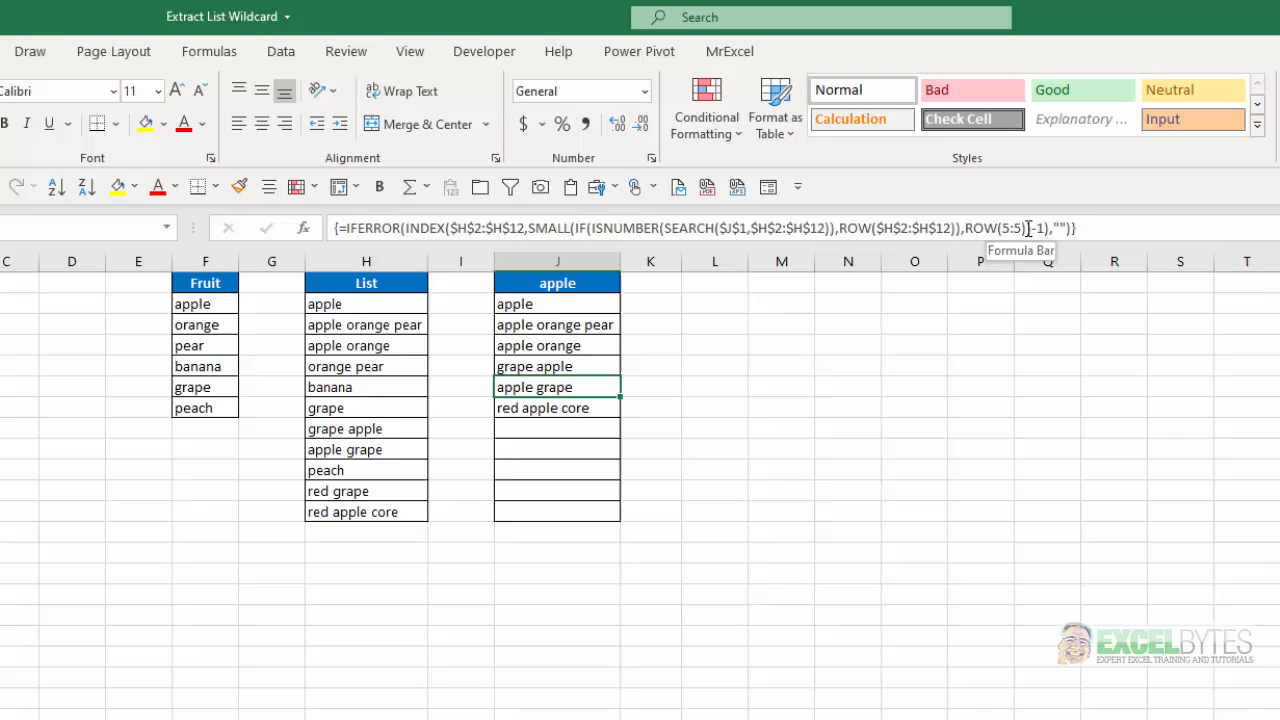 Extract List Wildcard
Search
Draw Page Layout Formulas Data Review View Developer Help Power Pivot MrExcel
Calibri 11 Wrap Text General Normal Bad Good Neutral
B I U Merge & Center $ % Conditional Formatting Format as Table Calculation Check Cell Explanatory ... Input
Font Alignment Number Styles
B
fx {=IFERROR(INDEX($H$2:$H$12,SMALL(IF(ISNUMBER(SEARCH($J$1,$H$2:$H$12)),ROW($H$2:$H$12)),ROW(5:5))-1),"")}
Formula Bar
C D E F G H I J K L M N O P Q R S T
Fruit List apple
apple apple apple
orange apple orange pear apple orange pear
pear apple orange apple orange
banana orange pear grape apple
grape banana apple grape
peach grape red apple core
grape apple
apple grape
peach
red grape
red apple core
EXCELBYTES
EXPERT EXCEL TRAINING AND TUTORIALS